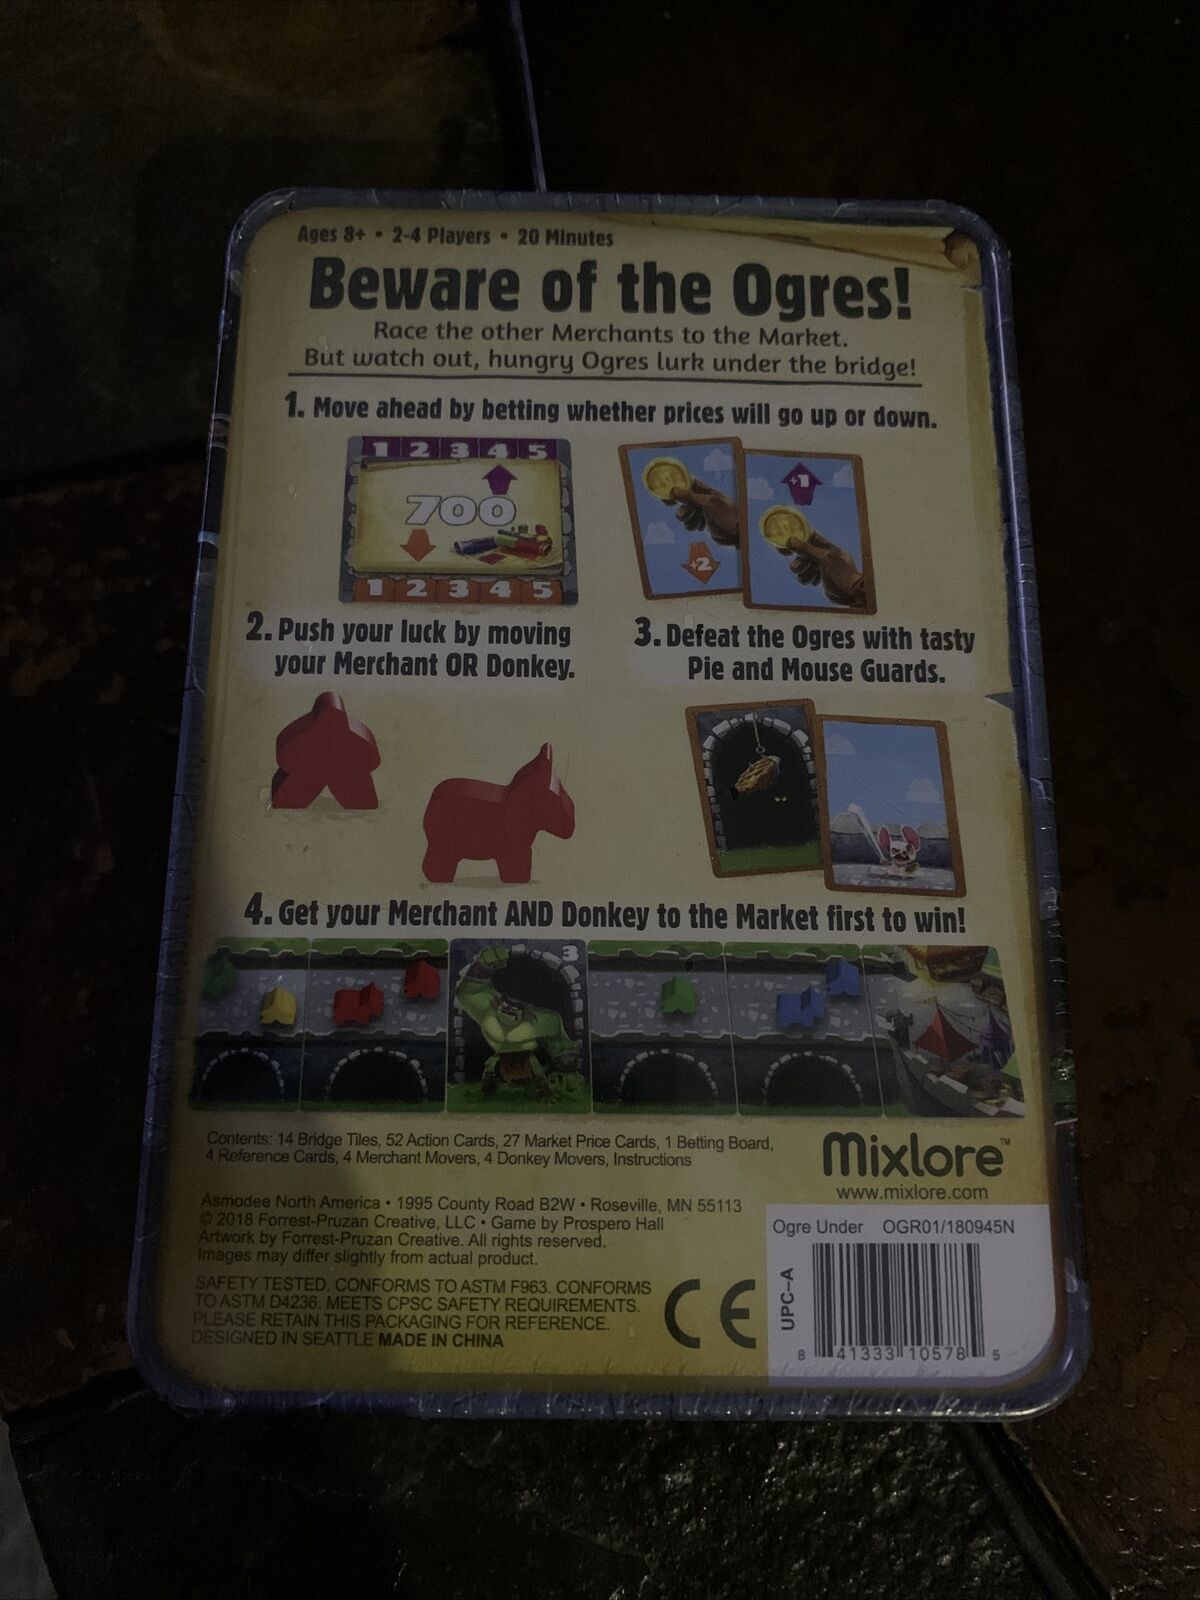 Ages 8+ • 2-4 Players • 20 Minutes
Beware of the Ogres!
Race the other Merchants to the Market.
But watch out, hungry Ogres lurk under the bridge!
1. Move ahead by betting whether prices will go up or down.
1 2 3 4 5
700
1 2 3 4 5
+2
+1
2. Push your luck by moving
your Merchant OR Donkey.
3. Defeat the Ogres with tasty
Pie and Mouse Guards.
4. Get your Merchant AND Donkey to the Market first to win!
3
Contents: 14 Bridge Tiles, 52 Action Cards, 27 Market Price Cards, 1 Betting Board,
4 Reference Cards, 4 Merchant Movers, 4 Donkey Movers, Instructions
Mixlore™
www.mixlore.com
Asmodee North America • 1995 County Road B2W • Roseville, MN 55113
© 2018 Forrest-Pruzan Creative, LLC • Game by Prospero Hall
Artwork by Forrest-Pruzan Creative. All rights reserved.
Images may differ slightly from actual product.
SAFETY TESTED. CONFORMS TO ASTM F963. CONFORMS
TO ASTM D4236. MEETS CPSC SAFETY REQUIREMENTS.
PLEASE RETAIN THIS PACKAGING FOR REFERENCE.
DESIGNED IN SEATTLE MADE IN CHINA
CE
Ogre Under OGR01/180945N
UPC-A
8 41333 10578 5